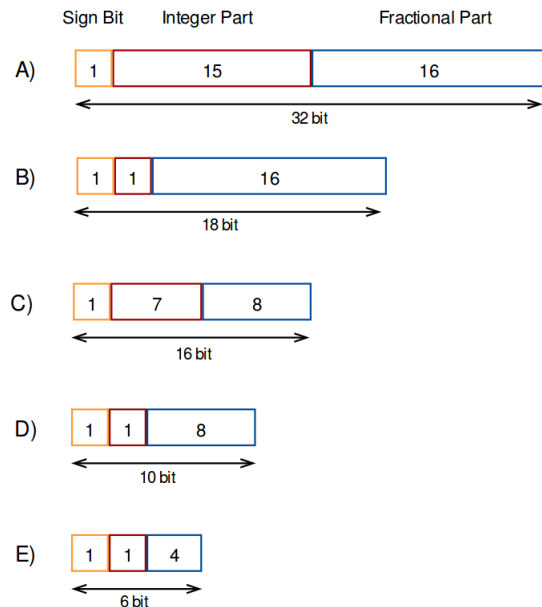 Sign Bit Integer Part Fractional Part
A) 1 15 16
32 bit
B) 1 1 16
18 bit
C) 1 7 8
16 bit
D) 1 1 8
10 bit
E) 1 1 4
6 bit